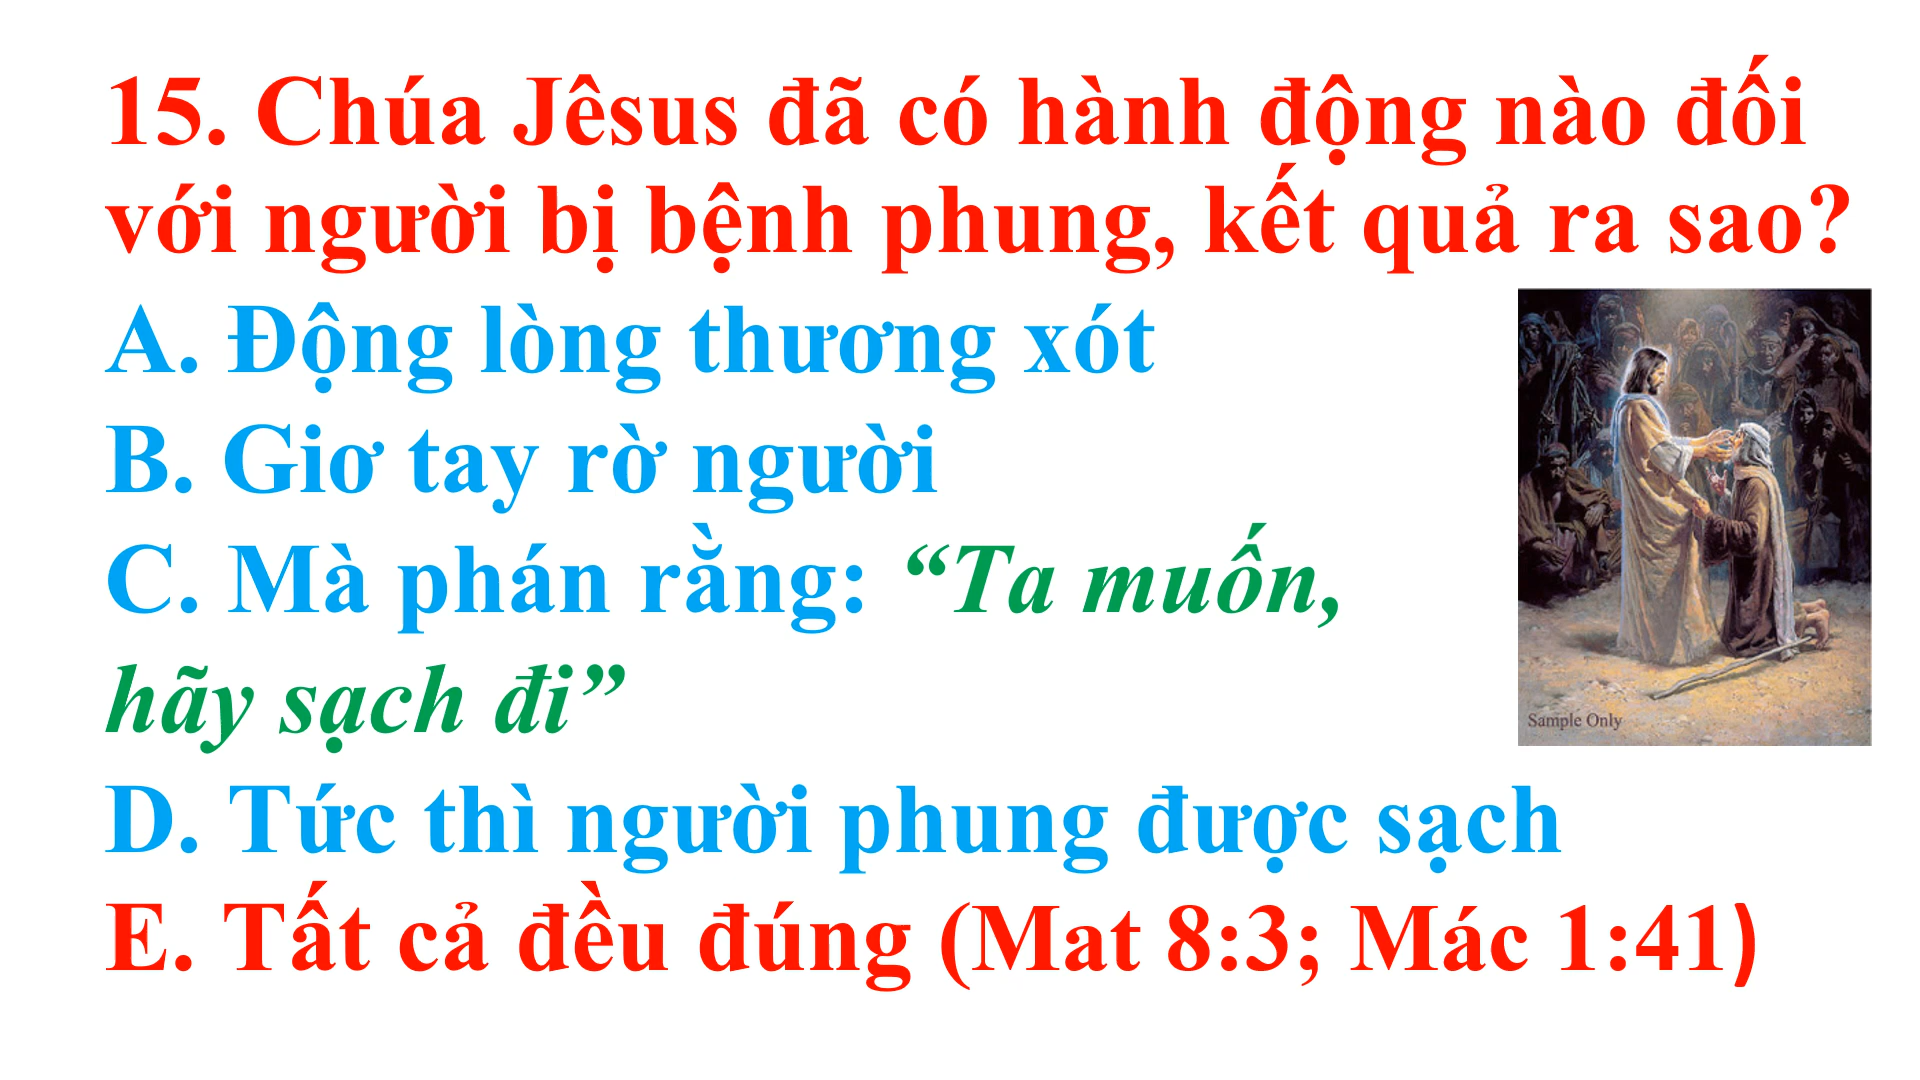 15. Chúa Jêsus đã có hành động nào đối
với người bị bệnh phung, kết quả ra sao?
A. Động lòng thương xót
B. Giơ tay rờ người
C. Mà phán rằng: “Ta muốn,
hãy sạch đi”
D. Tức thì người phung được sạch
E. Tất cả đều đúng (Mat 8:3; Mác 1:41)
Sample Only